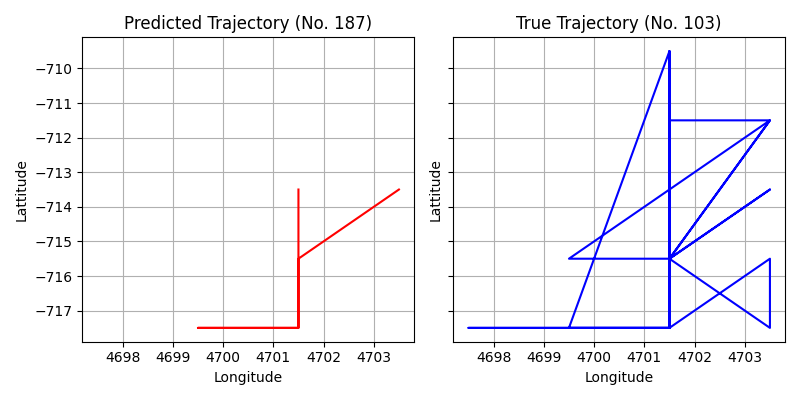 Predicted Trajectory (No. 187)
Lattitude
−710
−711
−712
−713
−714
−715
−716
−717
4698 4699 4700 4701 4702 4703
Longitude
True Trajectory (No. 103)
Lattitude
4698 4699 4700 4701 4702 4703
Longitude